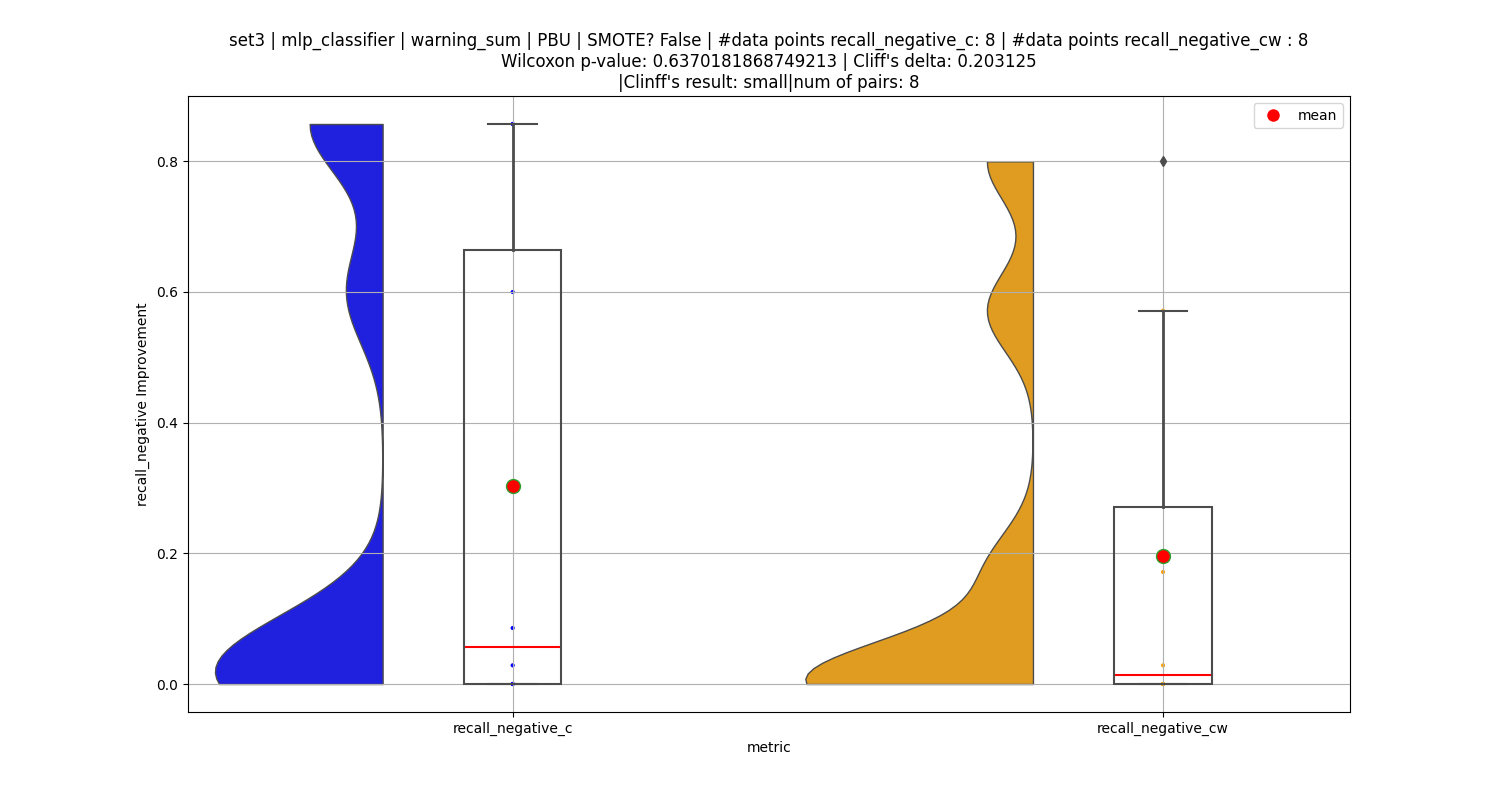 set3 | mlp_classifier | warning_sum | PBU | SMOTE? False | #data points recall_negative_c: 8 | #data points recall_negative_cw : 8
Wilcoxon p-value: 0.6370181868749213 | Cliff's delta: 0.203125
|Clinff's result: small|num of pairs: 8
mean
0.8
0.6
0.4
0.2
0.0
recall_negative Improvement
recall_negative_c
recall_negative_cw
metric